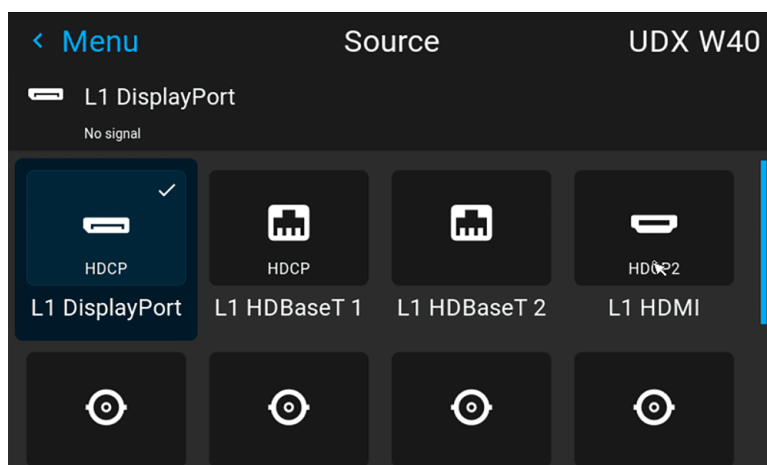 Menu
Source
UDX W40
L1 DisplayPort
No signal
HDCP
HDCP
HDCP2
L1 DisplayPort
L1 HDBaseT 1
L1 HDBaseT 2
L1 HDMI